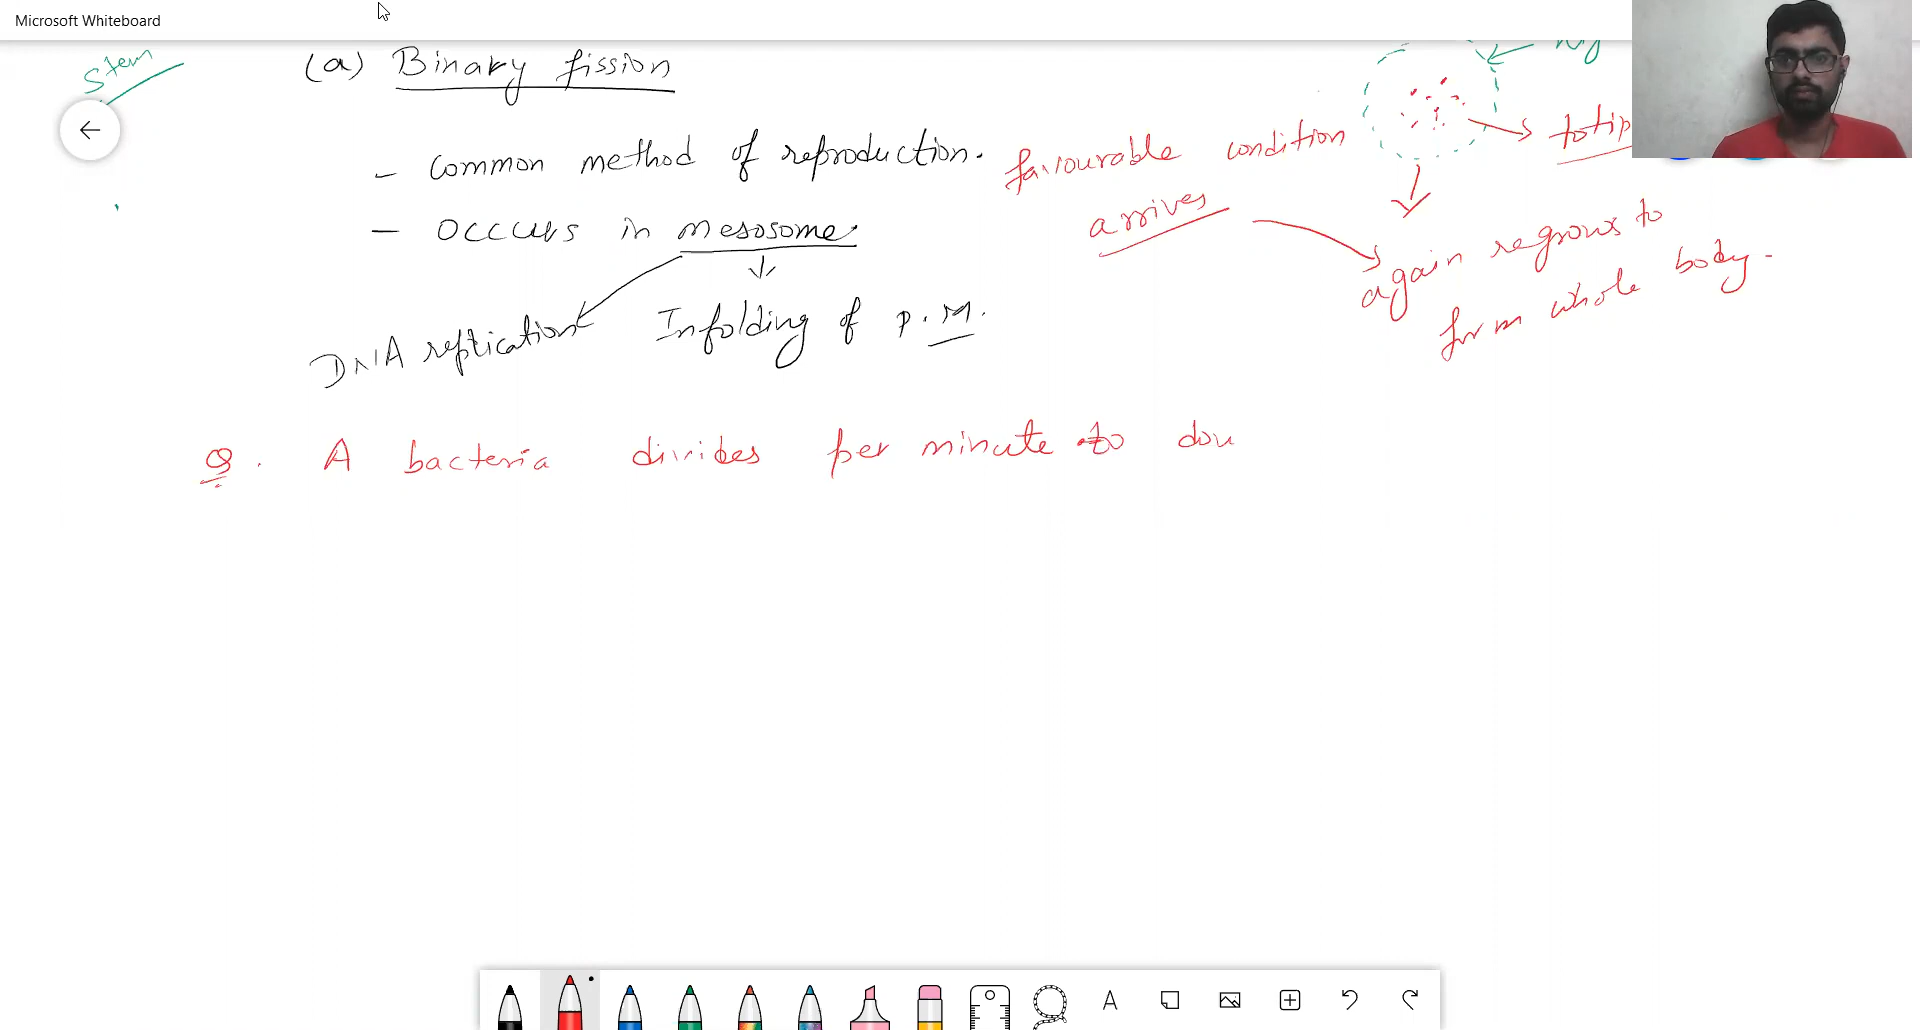 Microsoft Whiteboard
Stem
(a) Binary fission
- common method of reproduction.
- Occurs in mesosome
DNA replication
Infolding of P.M.
favourable condition
arrives
again regrows to
form whole body.
Q. A bacteria divides per minute to dou